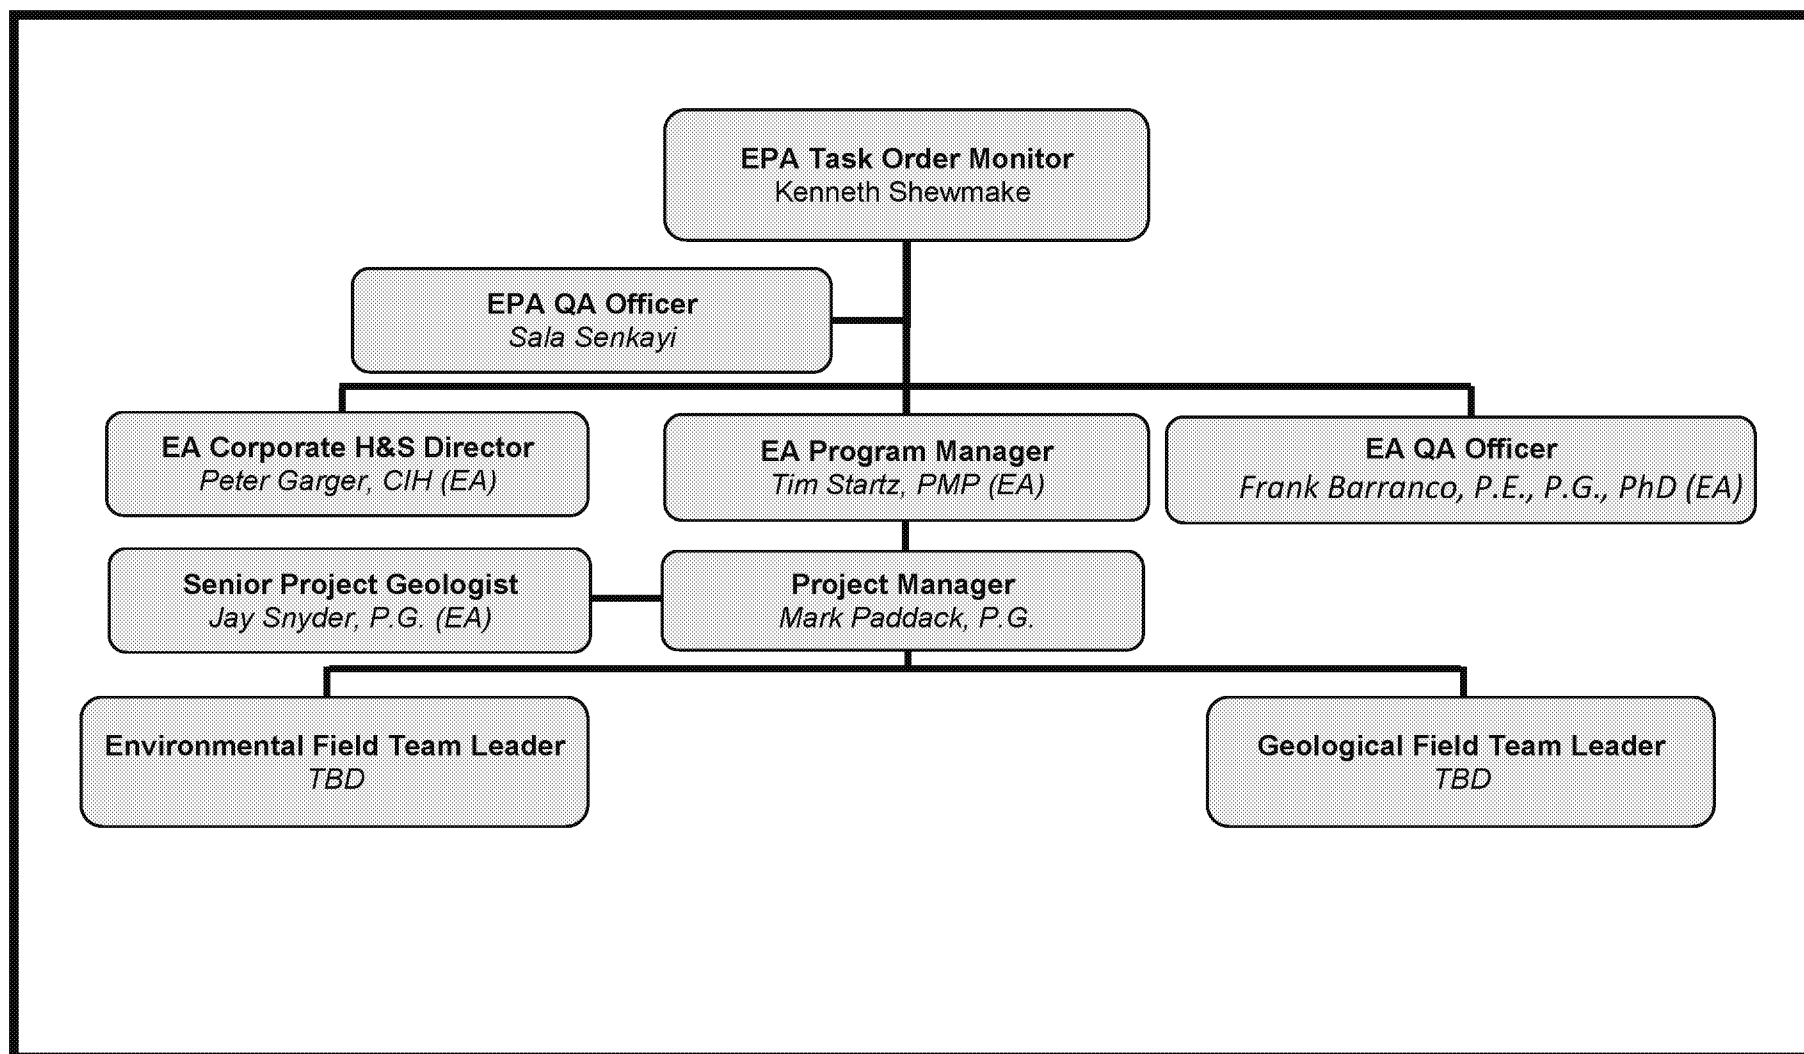 EPA Task Order Monitor
Kenneth Shewmake
EPA QA Officer
Sala Senkayi
EA Corporate H&S Director
Peter Garger, CIH (EA)
EA Program Manager
Tim Startz, PMP (EA)
EA QA Officer
Frank Barranco, P.E., P.G., PhD (EA)
Senior Project Geologist
Jay Snyder, P.G. (EA)
Project Manager
Mark Paddack, P.G.
Environmental Field Team Leader
TBD
Geological Field Team Leader
TBD